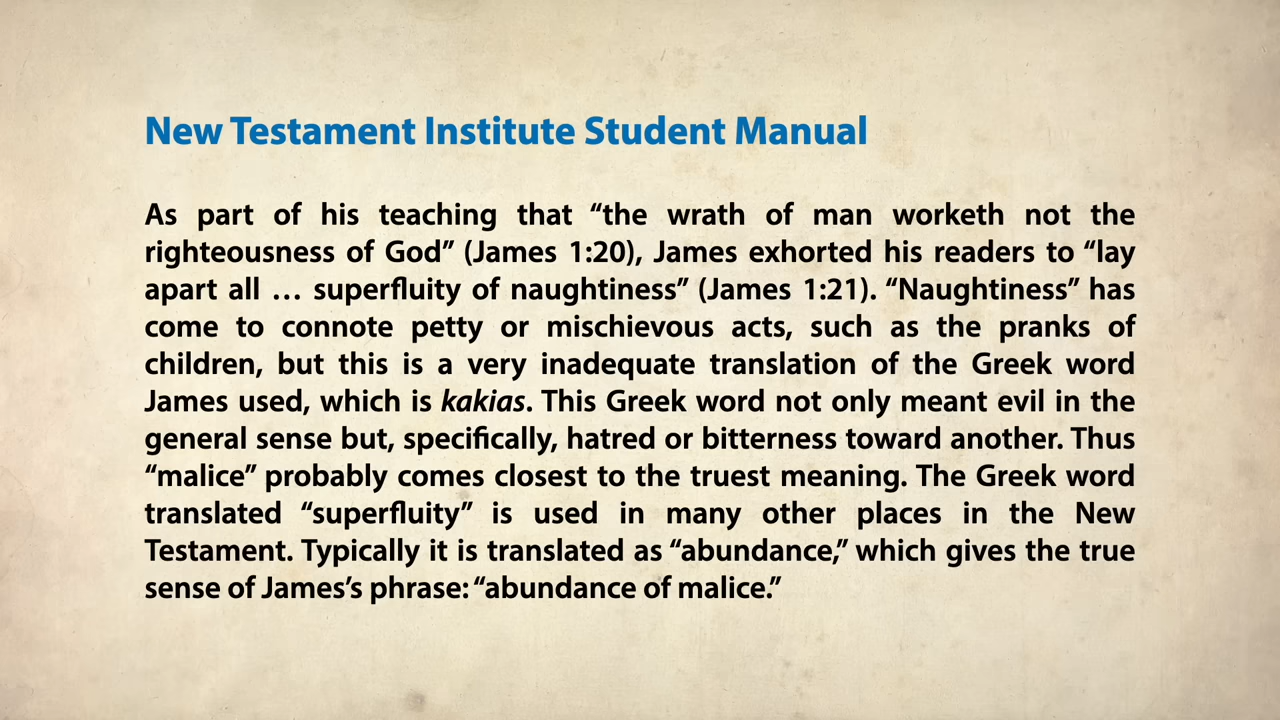 New Testament Institute Student Manual
As part of his teaching that “the wrath of man worketh not the
righteousness of God” (James 1:20), James exhorted his readers to “lay
apart all … superfluity of naughtiness” (James 1:21). “Naughtiness” has
come to connote petty or mischievous acts, such as the pranks of
children, but this is a very inadequate translation of the Greek word
James used, which is kakias. This Greek word not only meant evil in the
general sense but, specifically, hatred or bitterness toward another. Thus
“malice” probably comes closest to the truest meaning. The Greek word
translated “superfluity” is used in many other places in the New
Testament. Typically it is translated as “abundance,” which gives the true
sense of James’s phrase: “abundance of malice.”